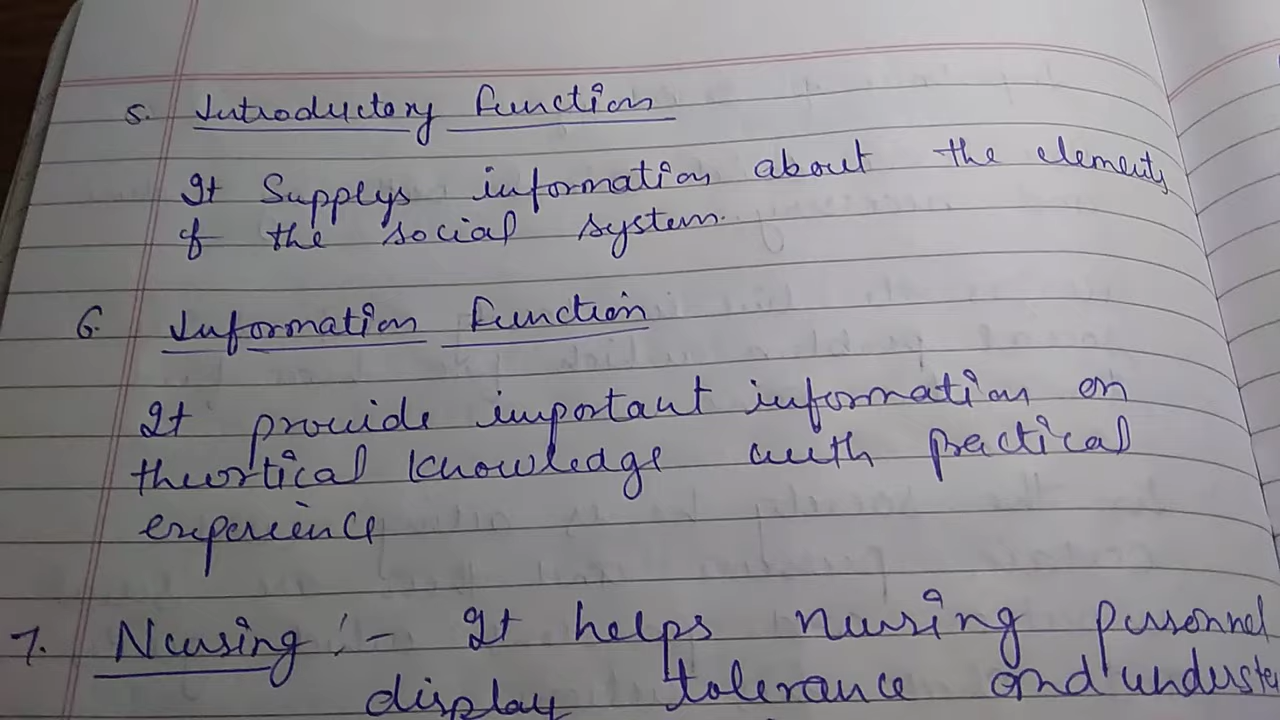 5. Introductory Function
It Supplys information about the elements
of the social system.
6. Information Function
It provide important information on
theortical knowledge with practical
experience
7. Nursing :- It helps nursing personnel
display tolerance and